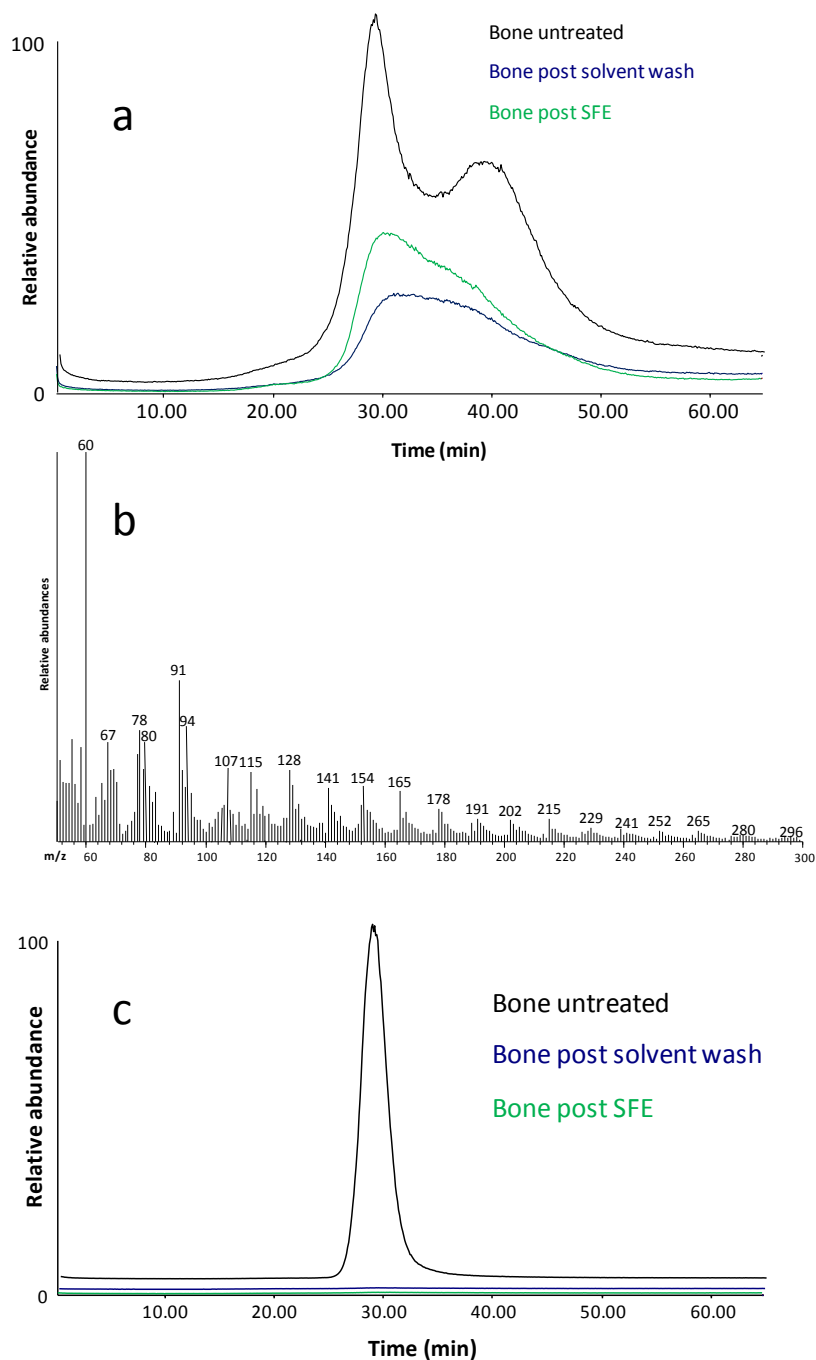 100
Bone untreated
Bone post solvent wash
Bone post SFE
a
Relative abundance
0
10.00 20.00 30.00 40.00 50.00 60.00
Time (min)
60
b
Relative abundances
91
78
94
67
80
107 115 128
141 154 165
178
191 202 215
229 241 252 265
280 296
m/z 60 80 100 120 140 160 180 200 220 240 260 280 300
100
c
Bone untreated
Bone post solvent wash
Bone post SFE
Relative abundance
0
10.00 20.00 30.00 40.00 50.00 60.00
Time (min)